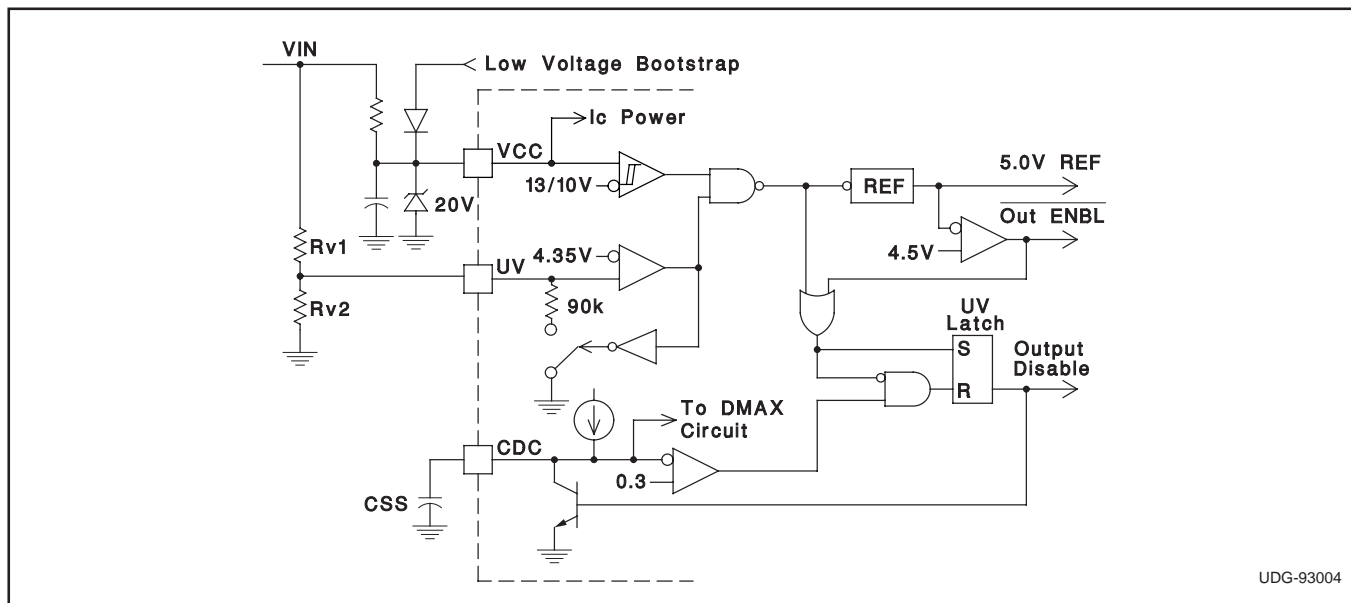 VIN
Low Voltage Bootstrap
Ic Power
VCC
13/10V
REF
5.0V REF
20V
Out ENBL
4.5V
Rv1
UV
4.35V
90k
Rv2
UV
Latch
S
R
Output
Disable
To DMAX
Circuit
CDC
0.3
CSS
UDG-93004